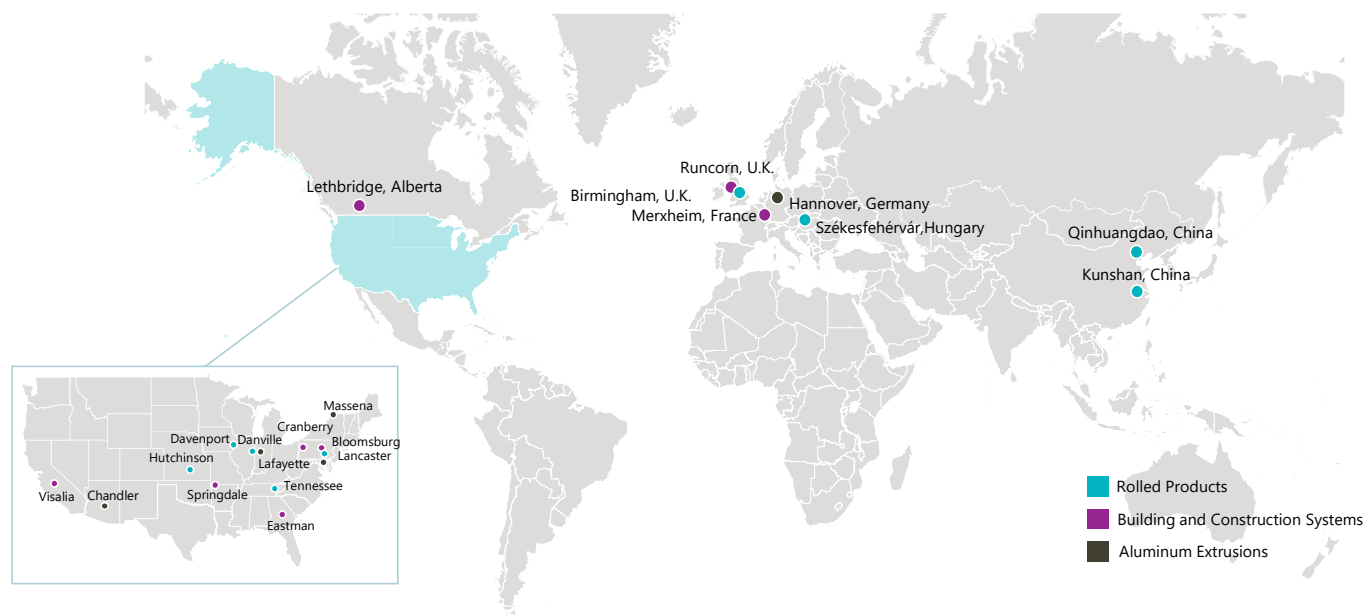 Runcorn, U.K.
Lethbridge, Alberta
Birmingham, U.K.
Hannover, Germany
Merxheim, France
Székesfehérvár,Hungary
Qinhuangdao, China
Kunshan, China
Massena
Cranberry
Davenport
Danville
Bloomsburg
Hutchinson
Lafayette
Lancaster
Visalia
Chandler
Springdale
Tennessee
Eastman
Rolled Products
Building and Construction Systems
Aluminum Extrusions